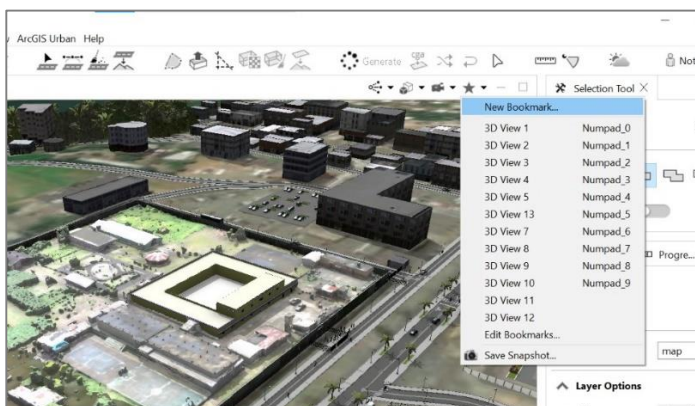 ArcGIS Urban Help
Generate
Selection Tool
New Bookmark...
3D View 1 Numpad_0
3D View 2 Numpad_1
3D View 3 Numpad_2
3D View 4 Numpad_3
3D View 5 Numpad_4
3D View 13 Numpad_5
3D View 7 Numpad_6
3D View 8 Numpad_7
3D View 9 Numpad_8
3D View 10 Numpad_9
3D View 11
3D View 12
Edit Bookmarks...
Save Snapshot...
Progre...
map
Layer Options